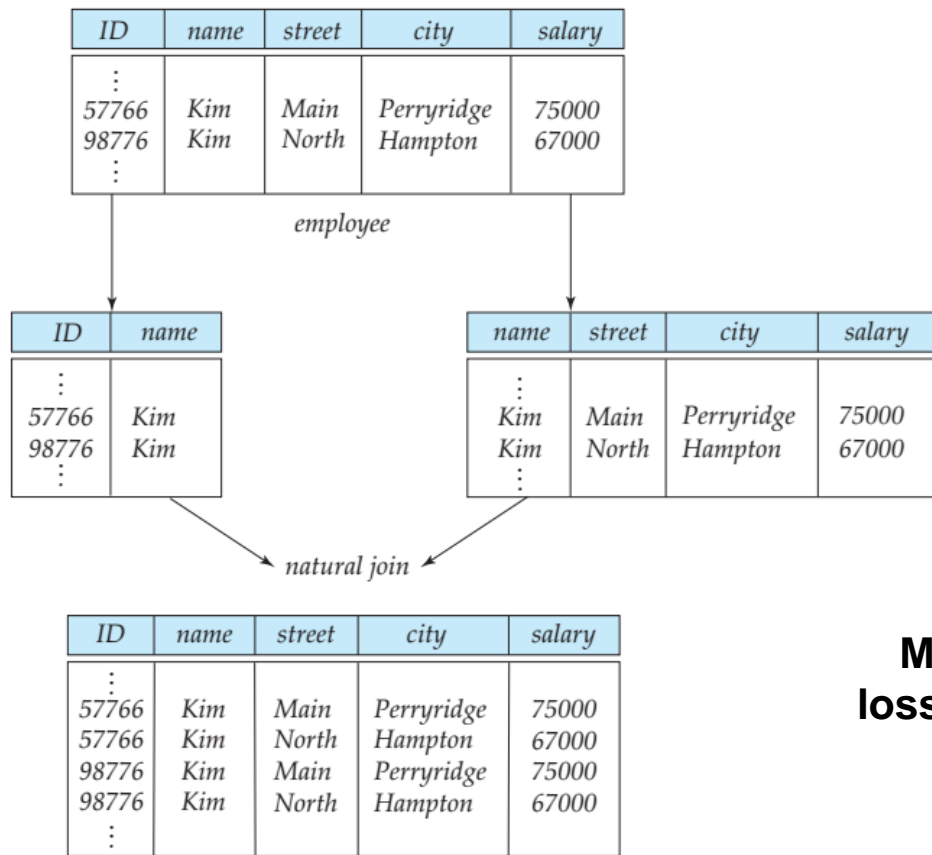 ID name street city salary
⋮
57766 Kim Main Perryridge 75000
98776 Kim North Hampton 67000
⋮
employee
ID name
⋮
57766 Kim
98776 Kim
⋮
name street city salary
⋮
Kim Main Perryridge 75000
Kim North Hampton 67000
⋮
natural join
ID name street city salary
⋮
57766 Kim Main Perryridge 75000
57766 Kim North Hampton 67000
98776 Kim Main Perryridge 75000
98776 Kim North Hampton 67000
⋮
M
loss